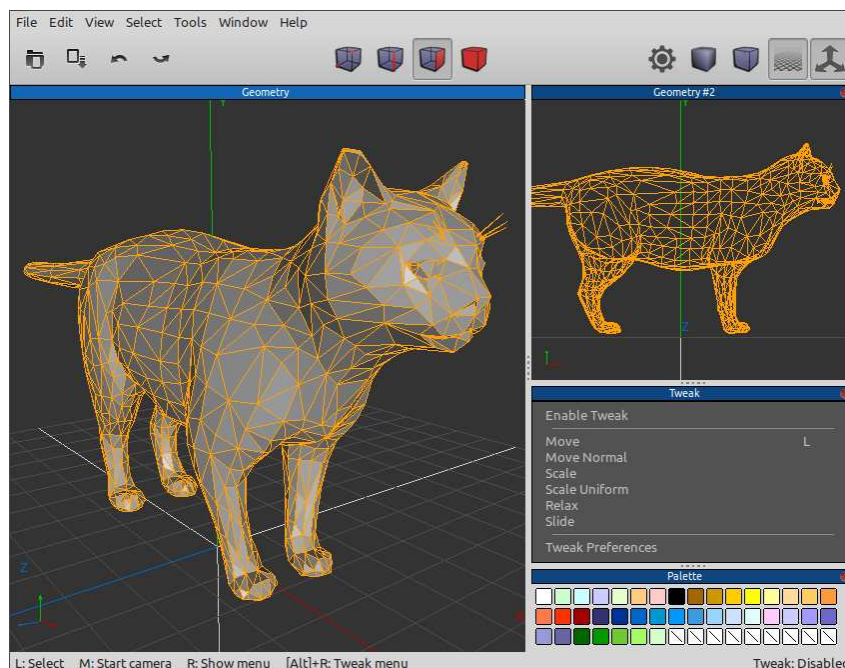 File Edit View Select Tools Window Help
Geometry
Geometry #2
Y
Y
Z
Z
Tweak
Enable Tweak
Move L
Move Normal
Scale
Scale Uniform
Relax
Slide
Tweak Preferences
Palette
L: Select M: Start camera R: Show menu [Alt]+R: Tweak menu Tweak: Disabled